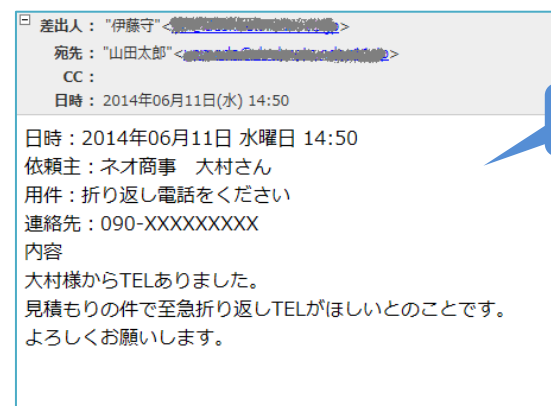 差出人： "伊藤守"< >
宛先： "山田太郎"< >
CC：
日時： 2014年06月11日(水) 14:50
日時：2014年06月11日 水曜日 14:50
依頼主：ネオ商事　大村さん
用件：折り返し電話をください
連絡先：090-XXXXXXXXX
内容
大村様からTELありました。
見積もりの件で至急折り返しTELがほしいとのことです。
よろしくお願いします。